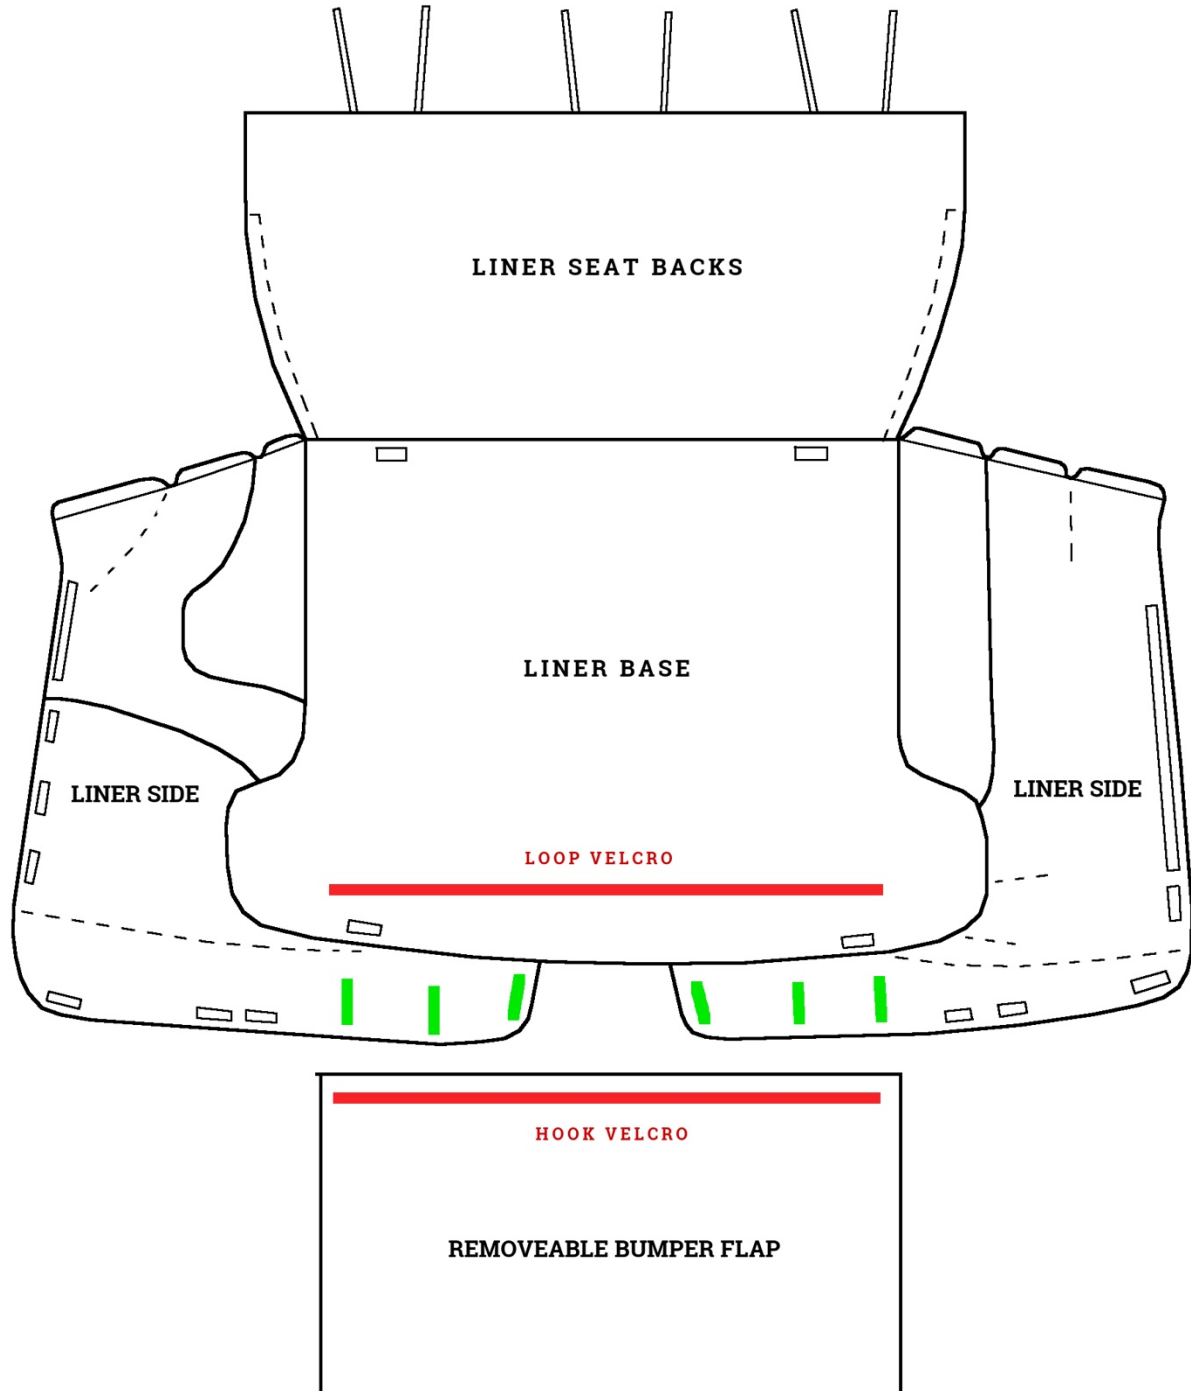 LINER SEAT BACKS
LINER BASE
LINER SIDE
LINER SIDE
LOOP VELCRO
HOOK VELCRO
REMOVEABLE BUMPER FLAP